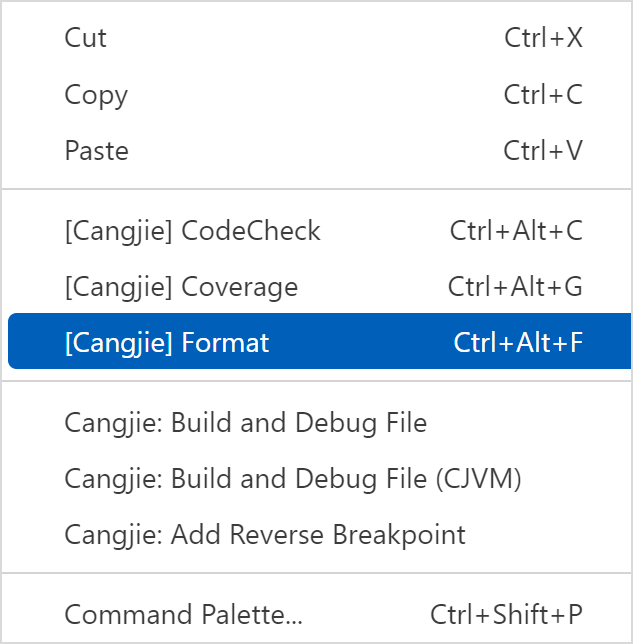 Cut Ctrl+X
Copy Ctrl+C
Paste Ctrl+V
[Cangjie] CodeCheck Ctrl+Alt+C
[Cangjie] Coverage Ctrl+Alt+G
[Cangjie] Format Ctrl+Alt+F
Cangjie: Build and Debug File
Cangjie: Build and Debug File (CJVM)
Cangjie: Add Reverse Breakpoint
Command Palette... Ctrl+Shift+P